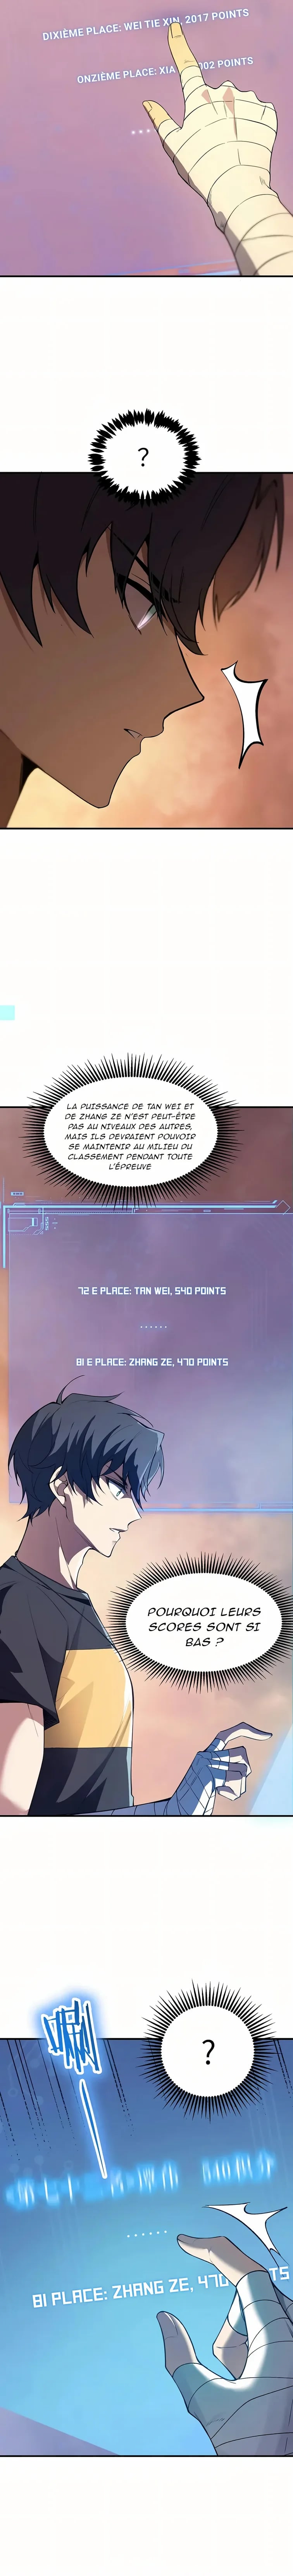 DIXIÈME PLACE: WEI TIE XIN, 2017 POINTS
ONZIÈME PLACE: XIA 002 POINTS
?
LA PUISSANCE DE TAN WEI ET
DE ZHANG ZE N'EST PEUT-ÊTRE
PAS AU NIVEAUX DES AUTRES,
MAIS ILS DEVRAIENT POUVOIR
SE MAINTENIR AU MILIEU DU
CLASSEMENT PENDANT TOUTE
L'ÉPREUVE
72 E PLACE: TAN WEI, 540 POINTS
......
81 E PLACE: ZHANG ZE, 470 POINTS
POURQUOI LEURS
SCORES SONT SI
BAS ?
?
......
81 PLACE: ZHANG ZE, 470 TS